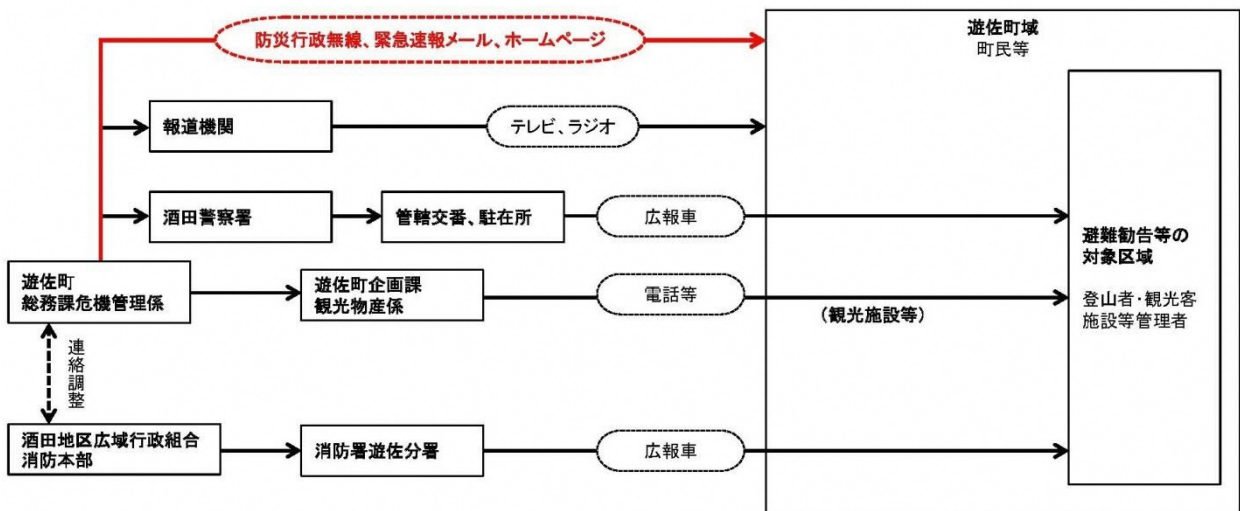 防災行政無線、緊急速報メール、ホームページ
遊佐町域
町民等
報道機関
テレビ、ラジオ
酒田警察署
管轄交番、駐在所
広報車
避難勧告等の
対象区域
登山者・観光客
施設等管理者
遊佐町
総務課危機管理係
遊佐町企画課
観光物産係
電話等
(観光施設等)
連絡調整
酒田地区広域行政組合
消防本部
消防署遊佐分署
広報車